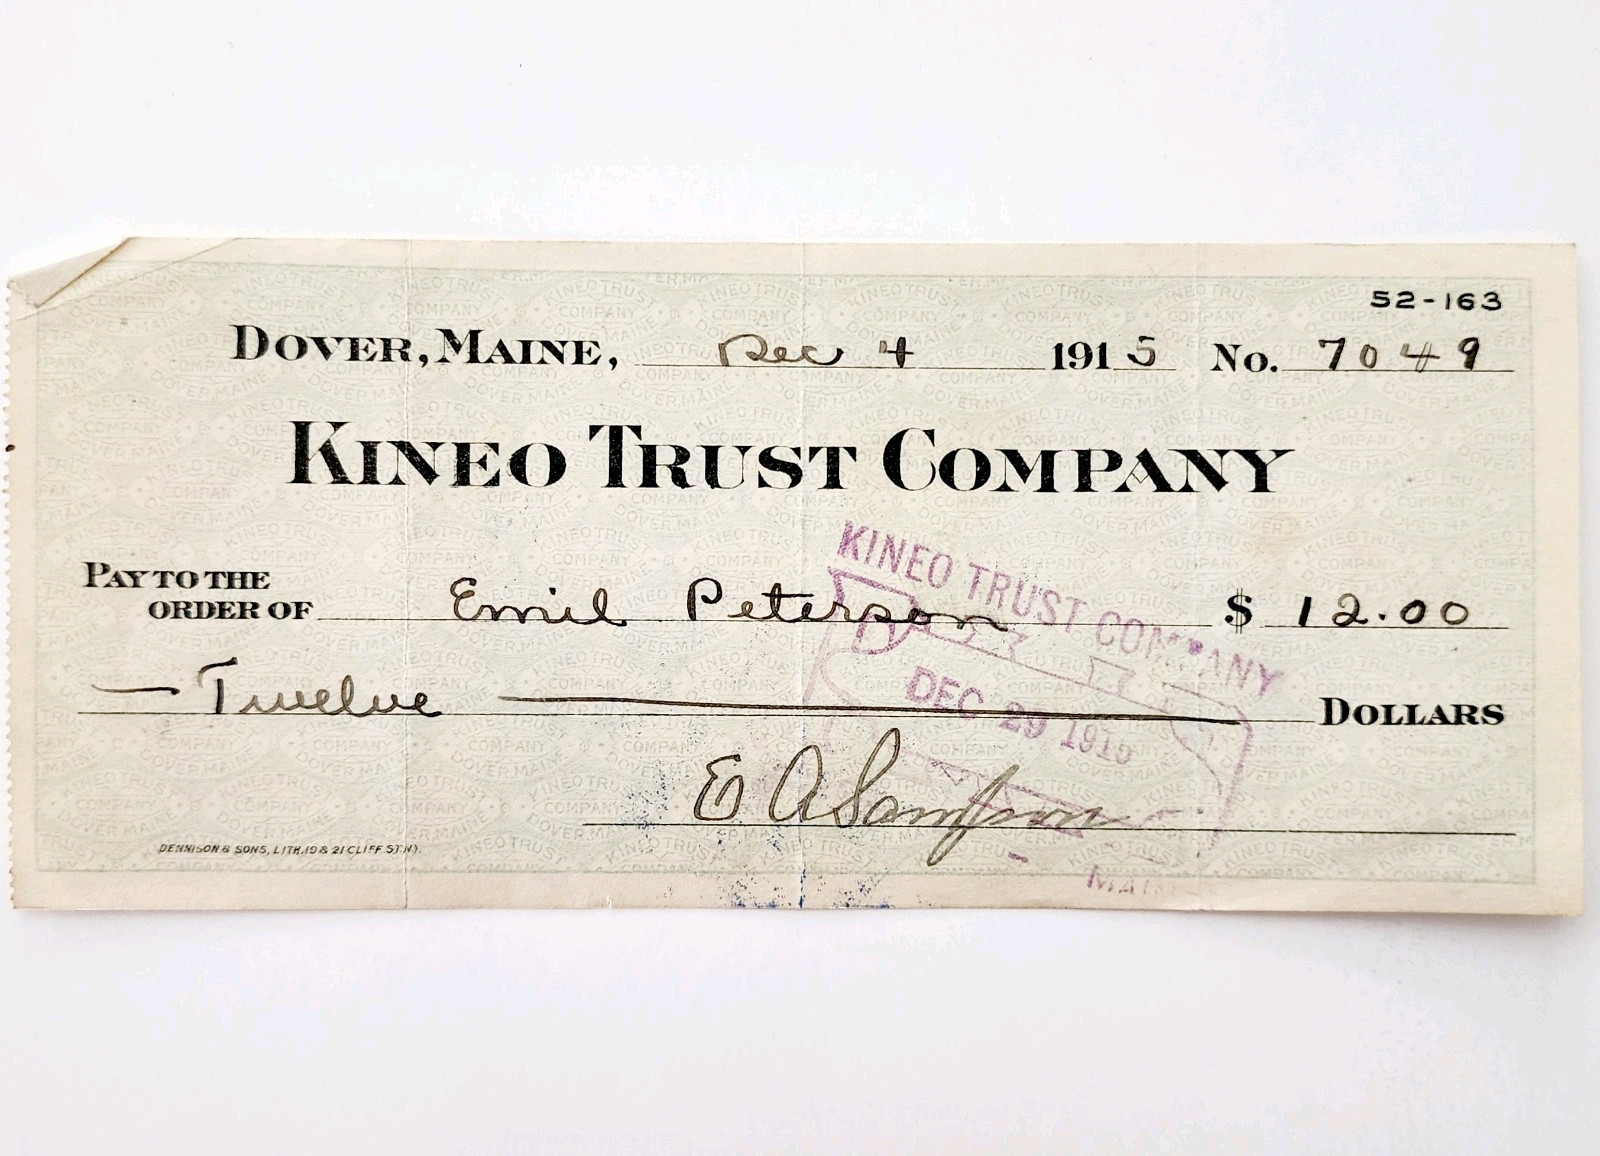 52-163
DOVER, MAINE, Dec 4 1915 No. 7049
KINEO TRUST COMPANY
PAY TO THE
ORDER OF Emil Peterson $ 12.00
— Twelve — DOLLARS
KINEO TRUST COMPANY
PAID
DEC 29 1915
E A Sampson
DENNISON & SONS, LITH. 19 & 21 CLIFF ST. N.Y.